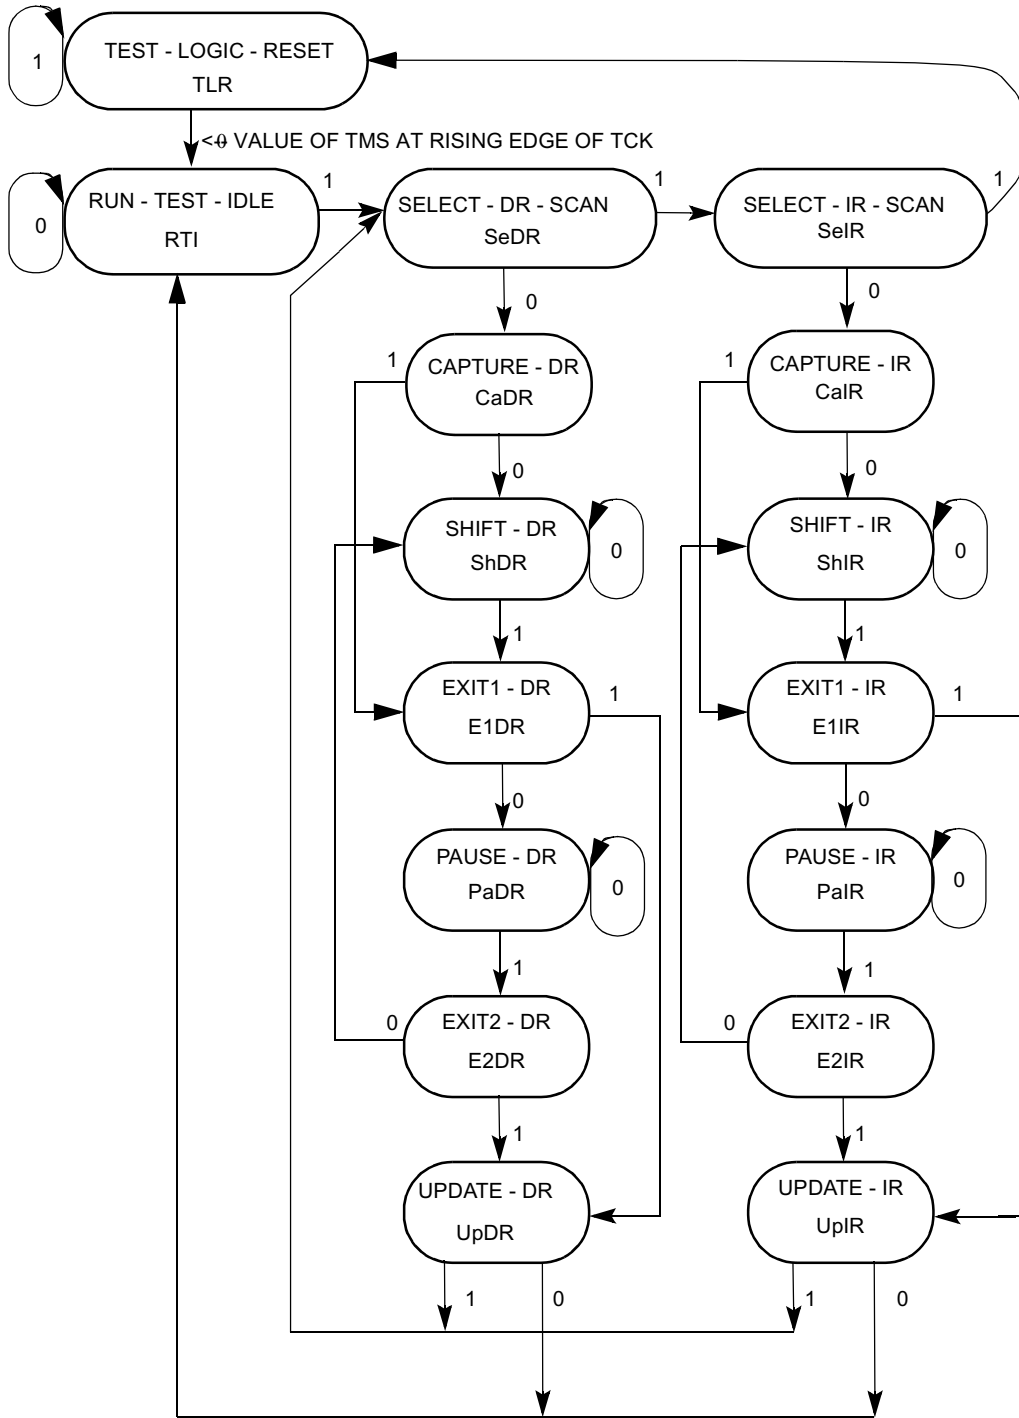 TEST - LOGIC - RESET
TLR
1
<0 VALUE OF TMS AT RISING EDGE OF TCK
RUN - TEST - IDLE
RTI
0
1
SELECT - DR - SCAN
SeDR
1
SELECT - IR - SCAN
SeIR
1
0
0
1
CAPTURE - DR
CaDR
1
CAPTURE - IR
CaIR
0
0
SHIFT - DR
ShDR
0
SHIFT - IR
ShIR
0
1
1
EXIT1 - DR
E1DR
1
EXIT1 - IR
E1IR
1
0
0
PAUSE - DR
PaDR
0
PAUSE - IR
PaIR
0
1
1
0
EXIT2 - DR
E2DR
0
EXIT2 - IR
E2IR
1
1
UPDATE - DR
UpDR
UPDATE - IR
UpIR
1
0
1
0